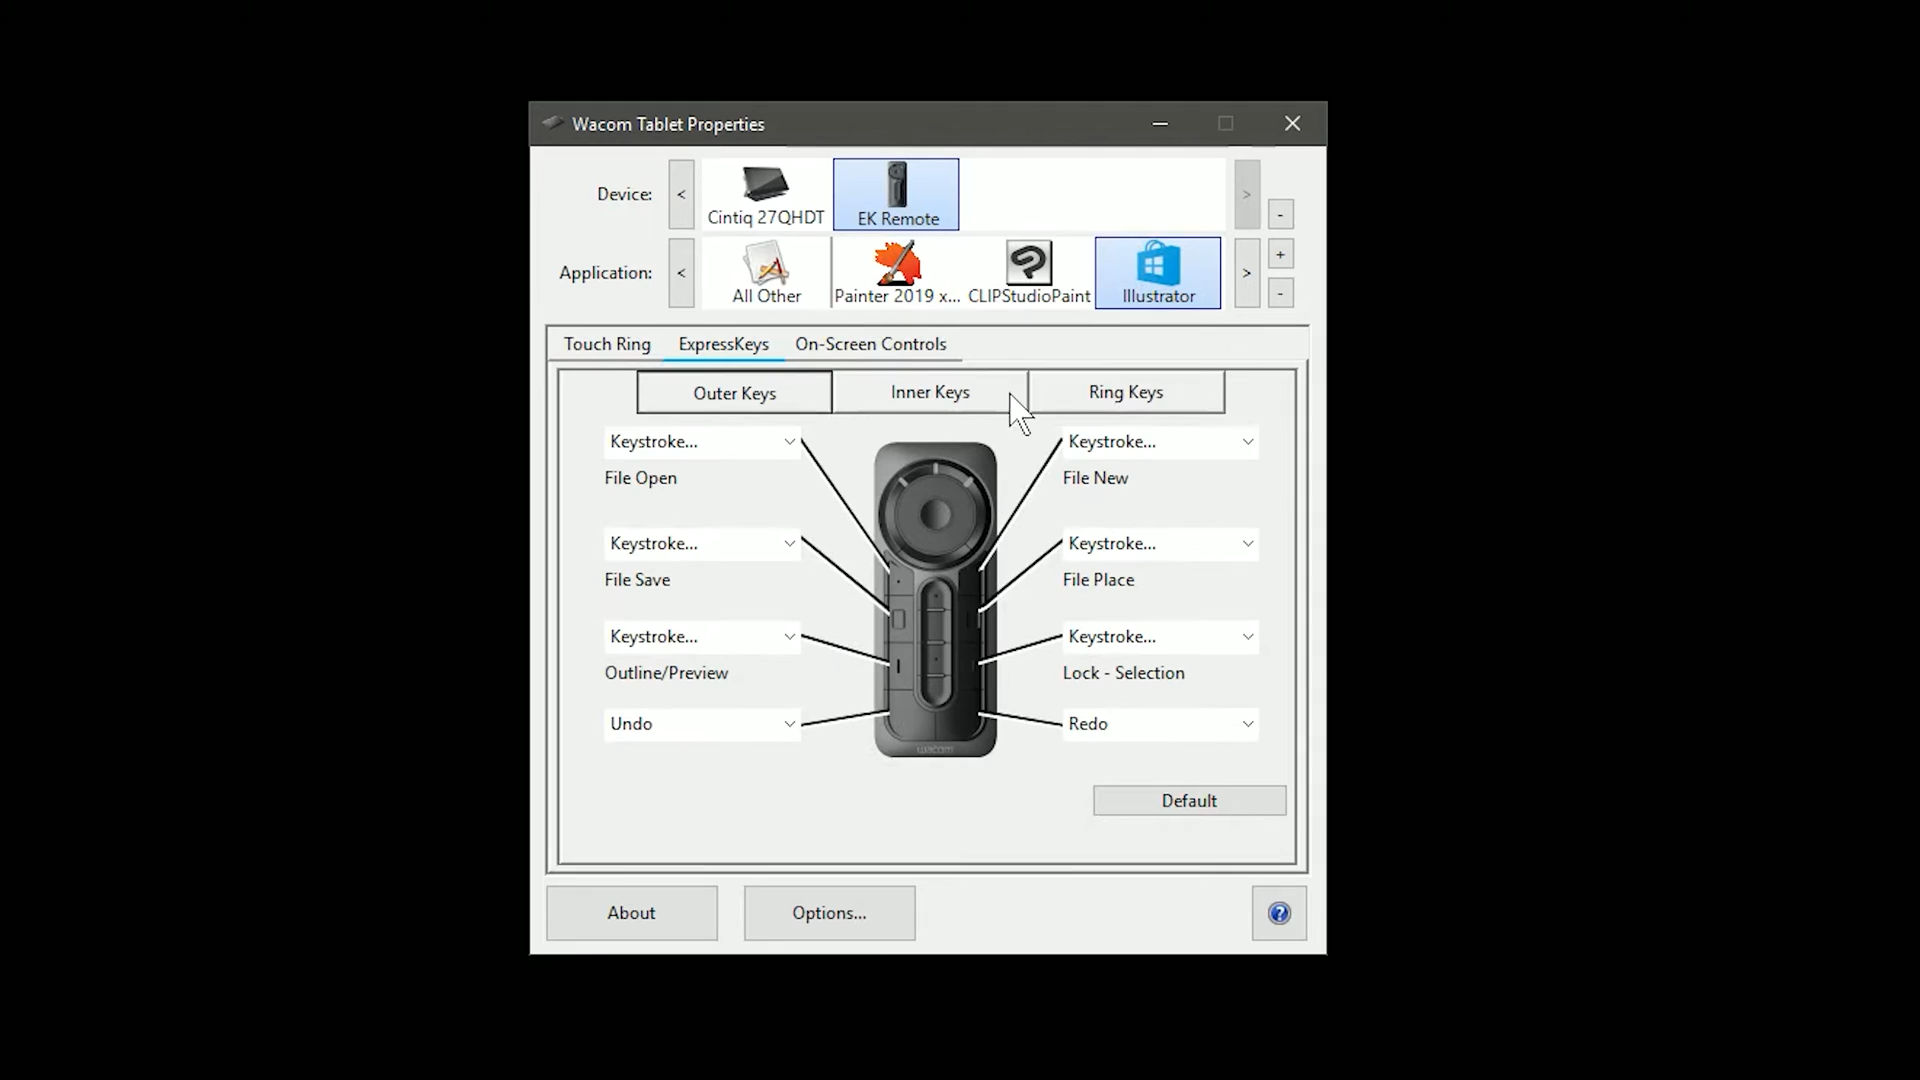 Wacom Tablet Properties
Device:
<
Cintiq 27QHDT
EK Remote
>
-
Application:
<
All Other
Painter 2019 x...
CLIPStudioPaint
Illustrator
>
+
-
Touch Ring
ExpressKeys
On-Screen Controls
Outer Keys
Inner Keys
Ring Keys
Keystroke...
Keystroke...
File Open
File New
Keystroke...
Keystroke...
File Save
File Place
Keystroke...
Keystroke...
Outline/Preview
Lock - Selection
Undo
Redo
wacom
Default
About
Options...
?